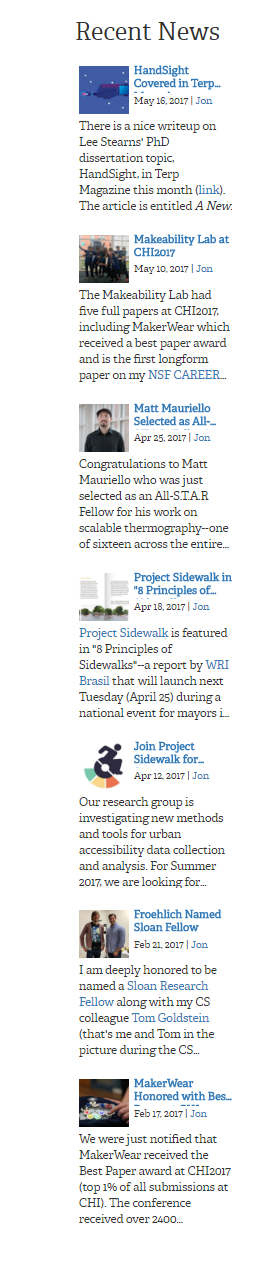 Recent News
HandSight
Covered in Terp...
May 16, 2017 | Jon
There is a nice writeup on
Lee Stearns' PhD
dissertation topic,
HandSight, in Terp
Magazine this month (link).
The article is entitled A New
Makeability Lab at
CHI2017
May 10, 2017 | Jon
The Makeability Lab had
five full papers at CHI2017,
including MakerWear which
received a best paper award
and is the first longform
paper on my NSF CAREER...
Matt Mauriello
Selected as All-...
Apr 25, 2017 | Jon
Congratulations to Matt
Mauriello who was just
selected as an All-S.T.A.R
Fellow for his work on
scalable thermography--one
of sixteen across the entire...
Project Sidewalk in
"8 Principles of...
Apr 18, 2017 | Jon
Project Sidewalk is featured
in "8 Principles of
Sidewalks"--a report by WRI
Brasil that will launch next
Tuesday (April 25) during a
national event for mayors i...
Join Project
Sidewalk for...
Apr 12, 2017 | Jon
Our research group is
investigating new methods
and tools for urban
accessibility data collection
and analysis. For Summer
2017, we are looking for...
Froehlich Named
Sloan Fellow
Feb 21, 2017 | Jon
I am deeply honored to be
named a Sloan Research
Fellow along with my CS
colleague Tom Goldstein
(that's me and Tom in the
picture during the CS...
MakerWear
Honored with Bes...
Feb 17, 2017 | Jon
We were just notified that
MakerWear received the
Best Paper award at CHI2017
(top 1% of all submissions at
CHI). The conference
received over 2400...